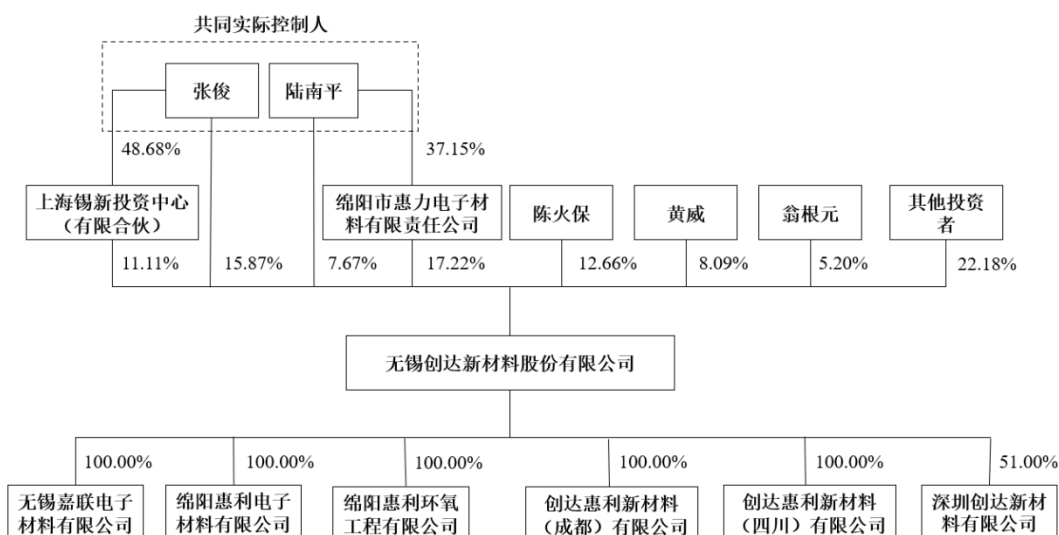 共同实际控制人
张俊
陆南平
48.68%
37.15%
上海锡新投资中心
（有限合伙）
绵阳市惠力电子材
料有限责任公司
陈火保
黄威
翁根元
其他投资
者
11.11%
15.87%
7.67%
17.22%
12.66%
8.09%
5.20%
22.18%
无锡创达新材料股份有限公司
100.00%
100.00%
100.00%
100.00%
100.00%
51.00%
无锡嘉联电子
材料有限公司
绵阳惠利电子
材料有限公司
绵阳惠利环氧
工程有限公司
创达惠利新材料
（成都）有限公司
创达惠利新材料
（四川）有限公司
深圳创达新材
料有限公司